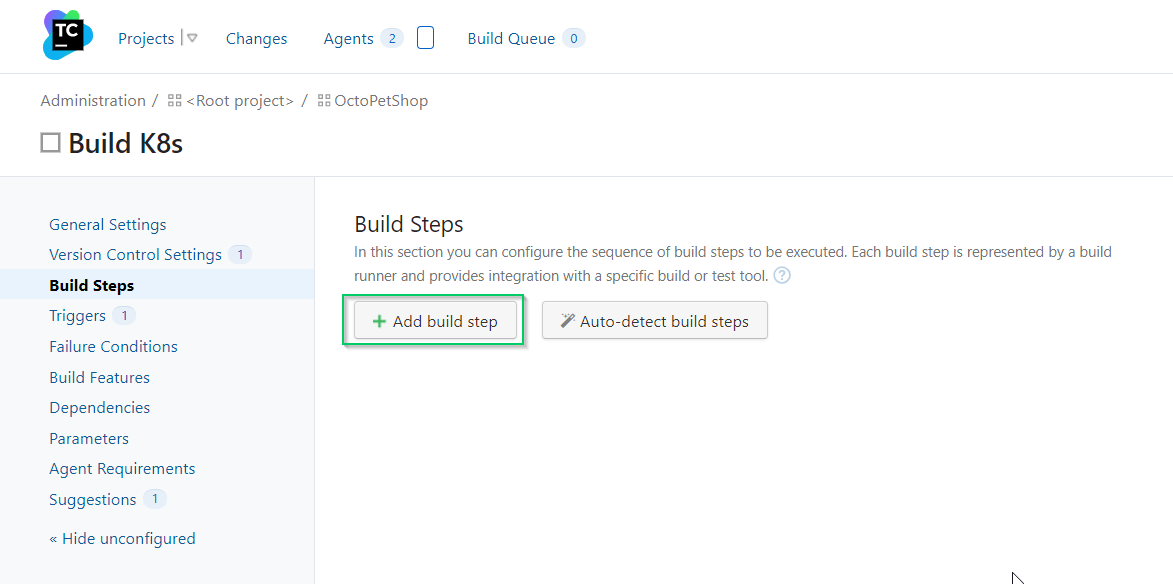 TC
Projects
Changes
Agents 2
Build Queue 0
Administration / <Root project> / OctoPetShop
Build K8s
General Settings
Version Control Settings 1
Build Steps
Triggers 1
Failure Conditions
Build Features
Dependencies
Parameters
Agent Requirements
Suggestions 1
« Hide unconfigured
Build Steps
In this section you can configure the sequence of build steps to be executed. Each build step is represented by a build
runner and provides integration with a specific build or test tool. ?
+ Add build step
Auto-detect build steps